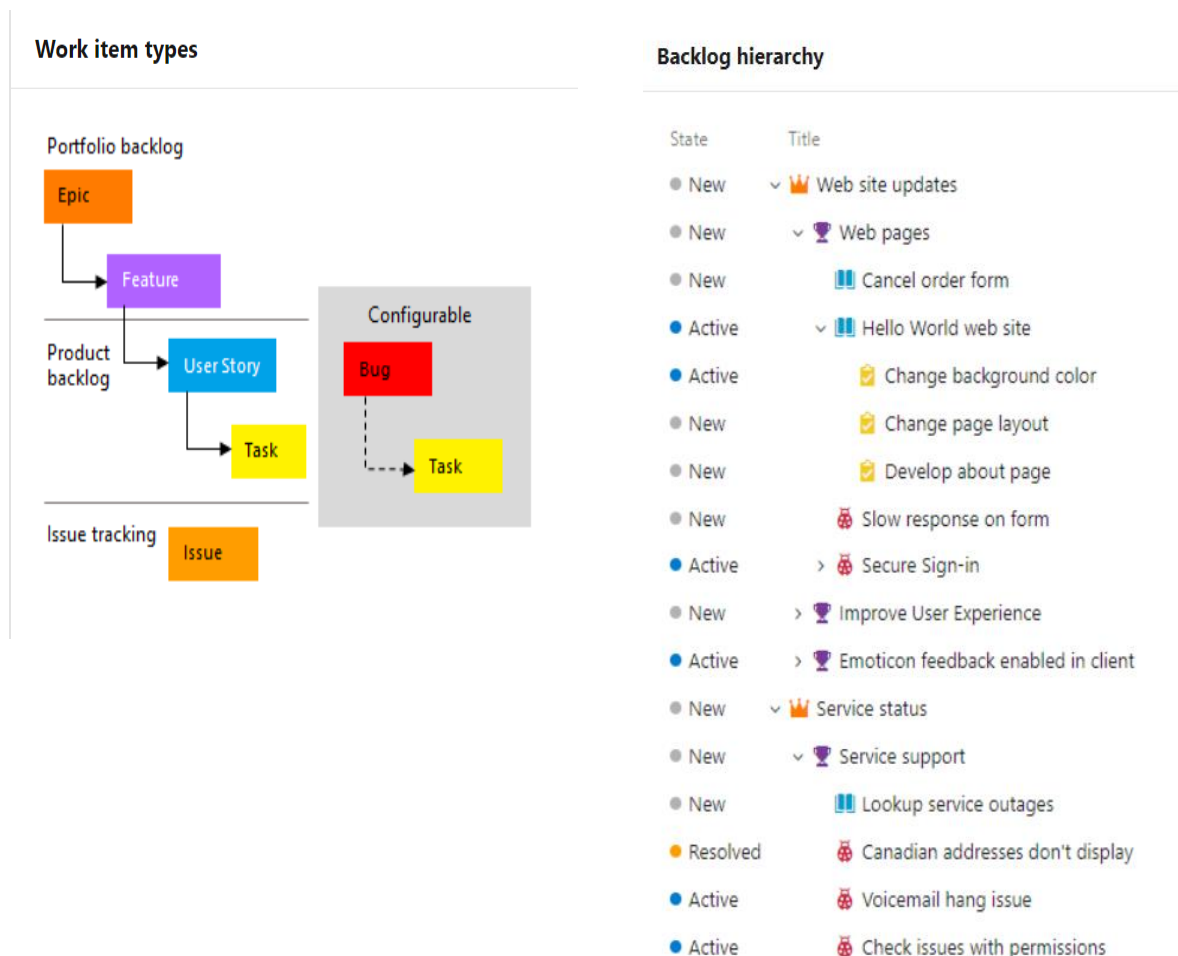 Work item types
Portfolio backlog
Epic
Feature
Product
backlog
User Story
Task
Configurable
Bug
Task
Issue tracking
Issue
Backlog hierarchy
State Title
New Web site updates
New Web pages
New Cancel order form
Active Hello World web site
Active Change background color
New Change page layout
New Develop about page
New Slow response on form
Active Secure Sign-in
New Improve User Experience
Active Emoticon feedback enabled in client
New Service status
New Service support
New Lookup service outages
Resolved Canadian addresses don't display
Active Voicemail hang issue
Active Check issues with permissions